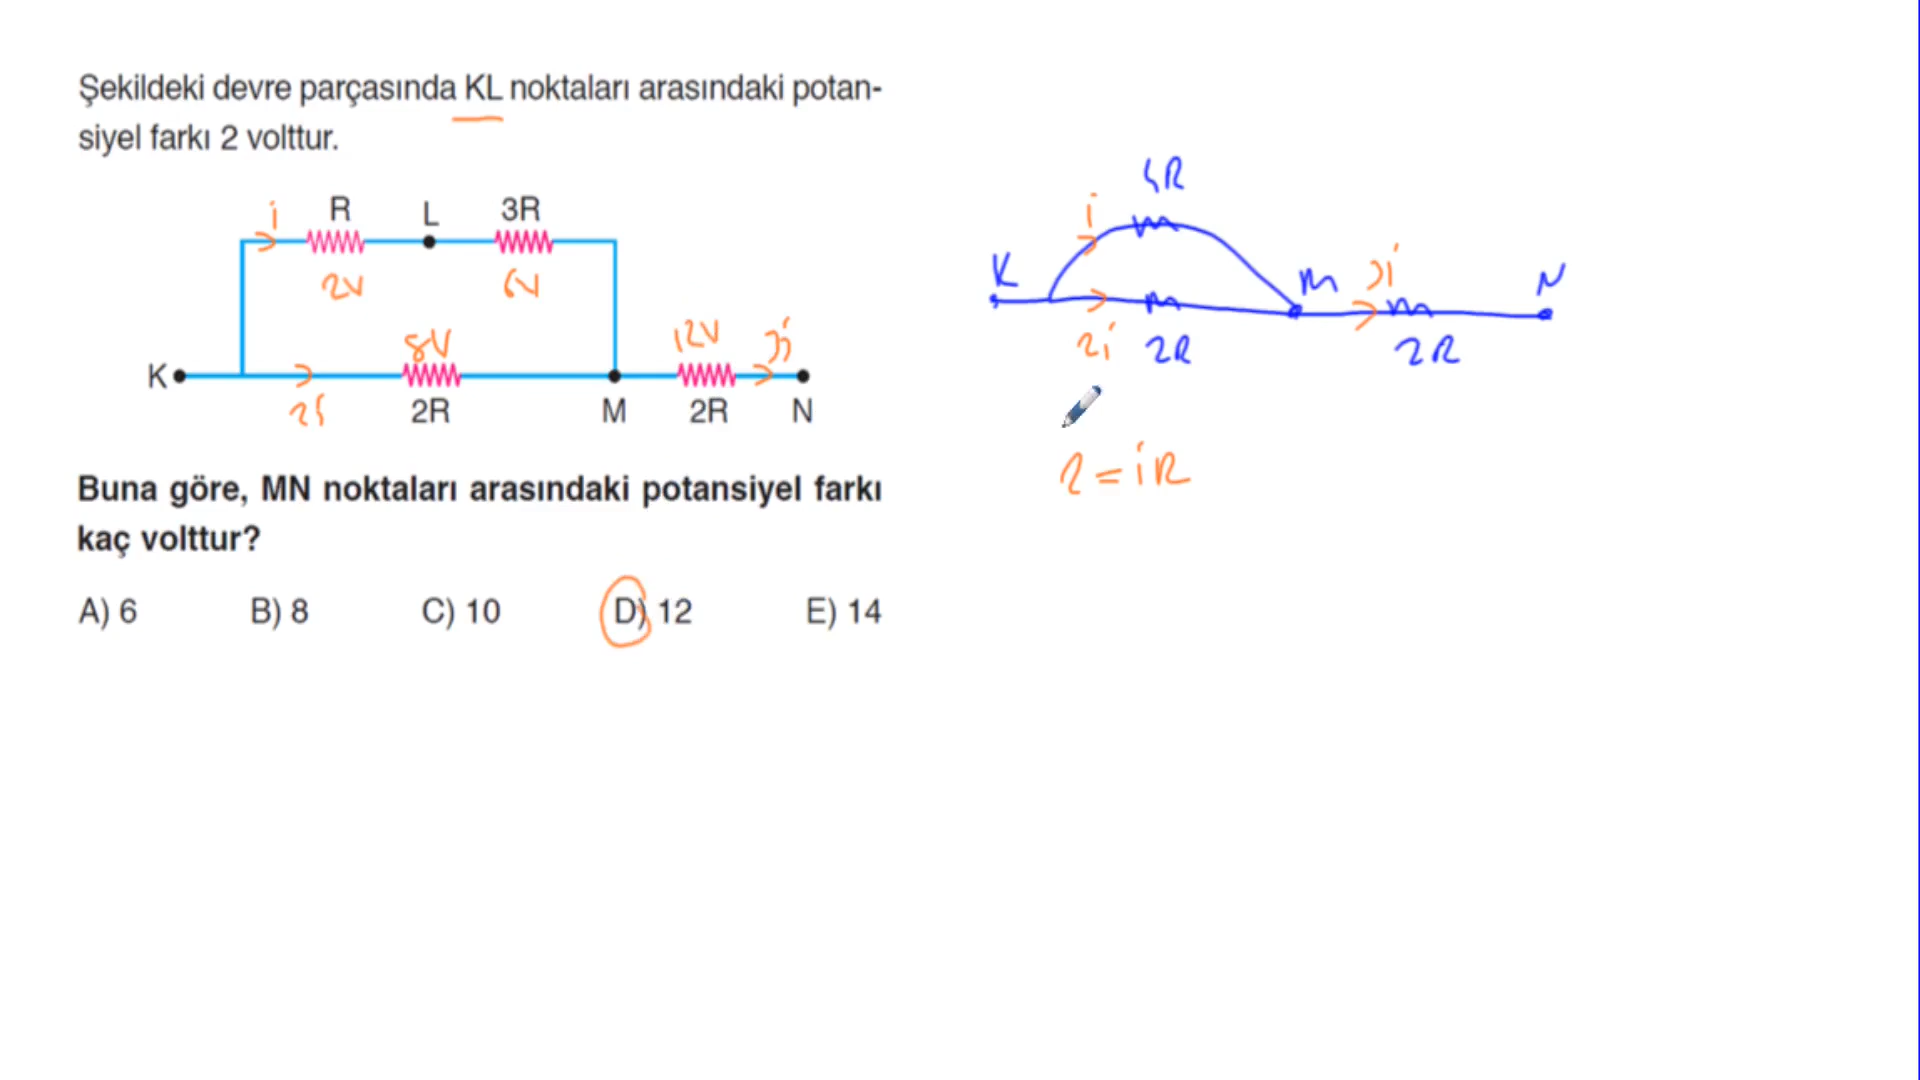 Şekildeki devre parçasında KL noktaları arasındaki potan-
siyel farkı 2 volttur.
i R L 3R
2V 6V
8V 12V 3i
K
2i 2R M 2R N
Buna göre, MN noktaları arasındaki potansiyel farkı
kaç volttur?
A) 6 B) 8 C) 10 D) 12 E) 14
4R
i
K M 3i N
2i 2R 2R
2 = iR